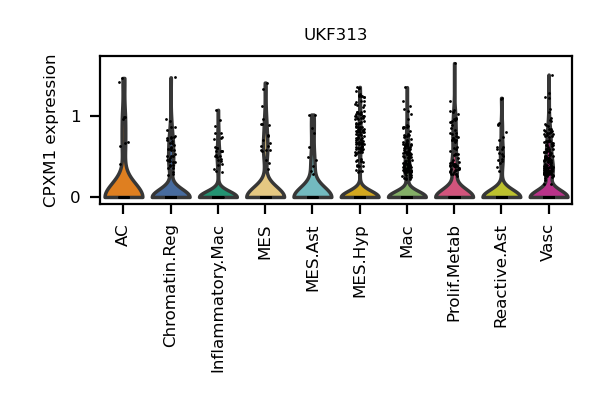 UKF313
CPXM1 expression
1
0
AC
Chromatin.Reg
Inflammatory.Mac
MES
MES.Ast
MES.Hyp
Mac
Prolif.Metab
Reactive.Ast
Vasc